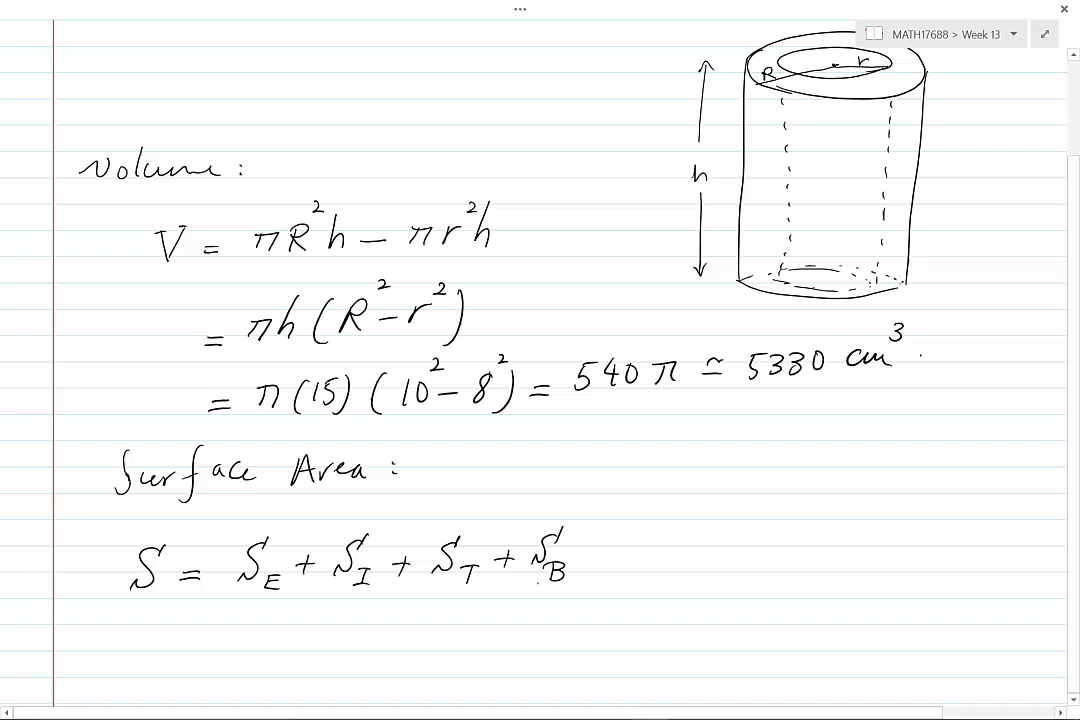 ...
MATH17688 > Week 13
R r
h
Volume:
V = πR²h − πr²h
= πh(R² − r²)
= π(15)(10² − 8²) = 540π ≃ 5330 cm³.
Surface Area:
S = S_E + S_I + S_T + S_B